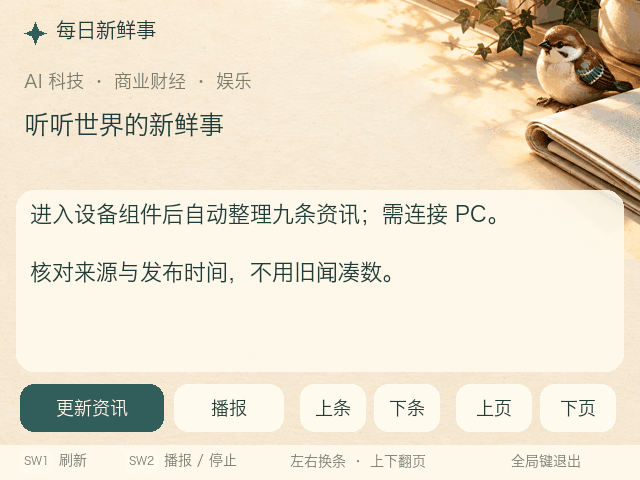 每日新鲜事
AI 科技 · 商业财经 · 娱乐
听听世界的新鲜事
进入设备组件后自动整理九条资讯；需连接 PC。
核对来源与发布时间，不用旧闻凑数。
更新资讯 播报 上条 下条 上页 下页
SW1 刷新 SW2 播报 / 停止 左右换条 · 上下翻页 全局键退出